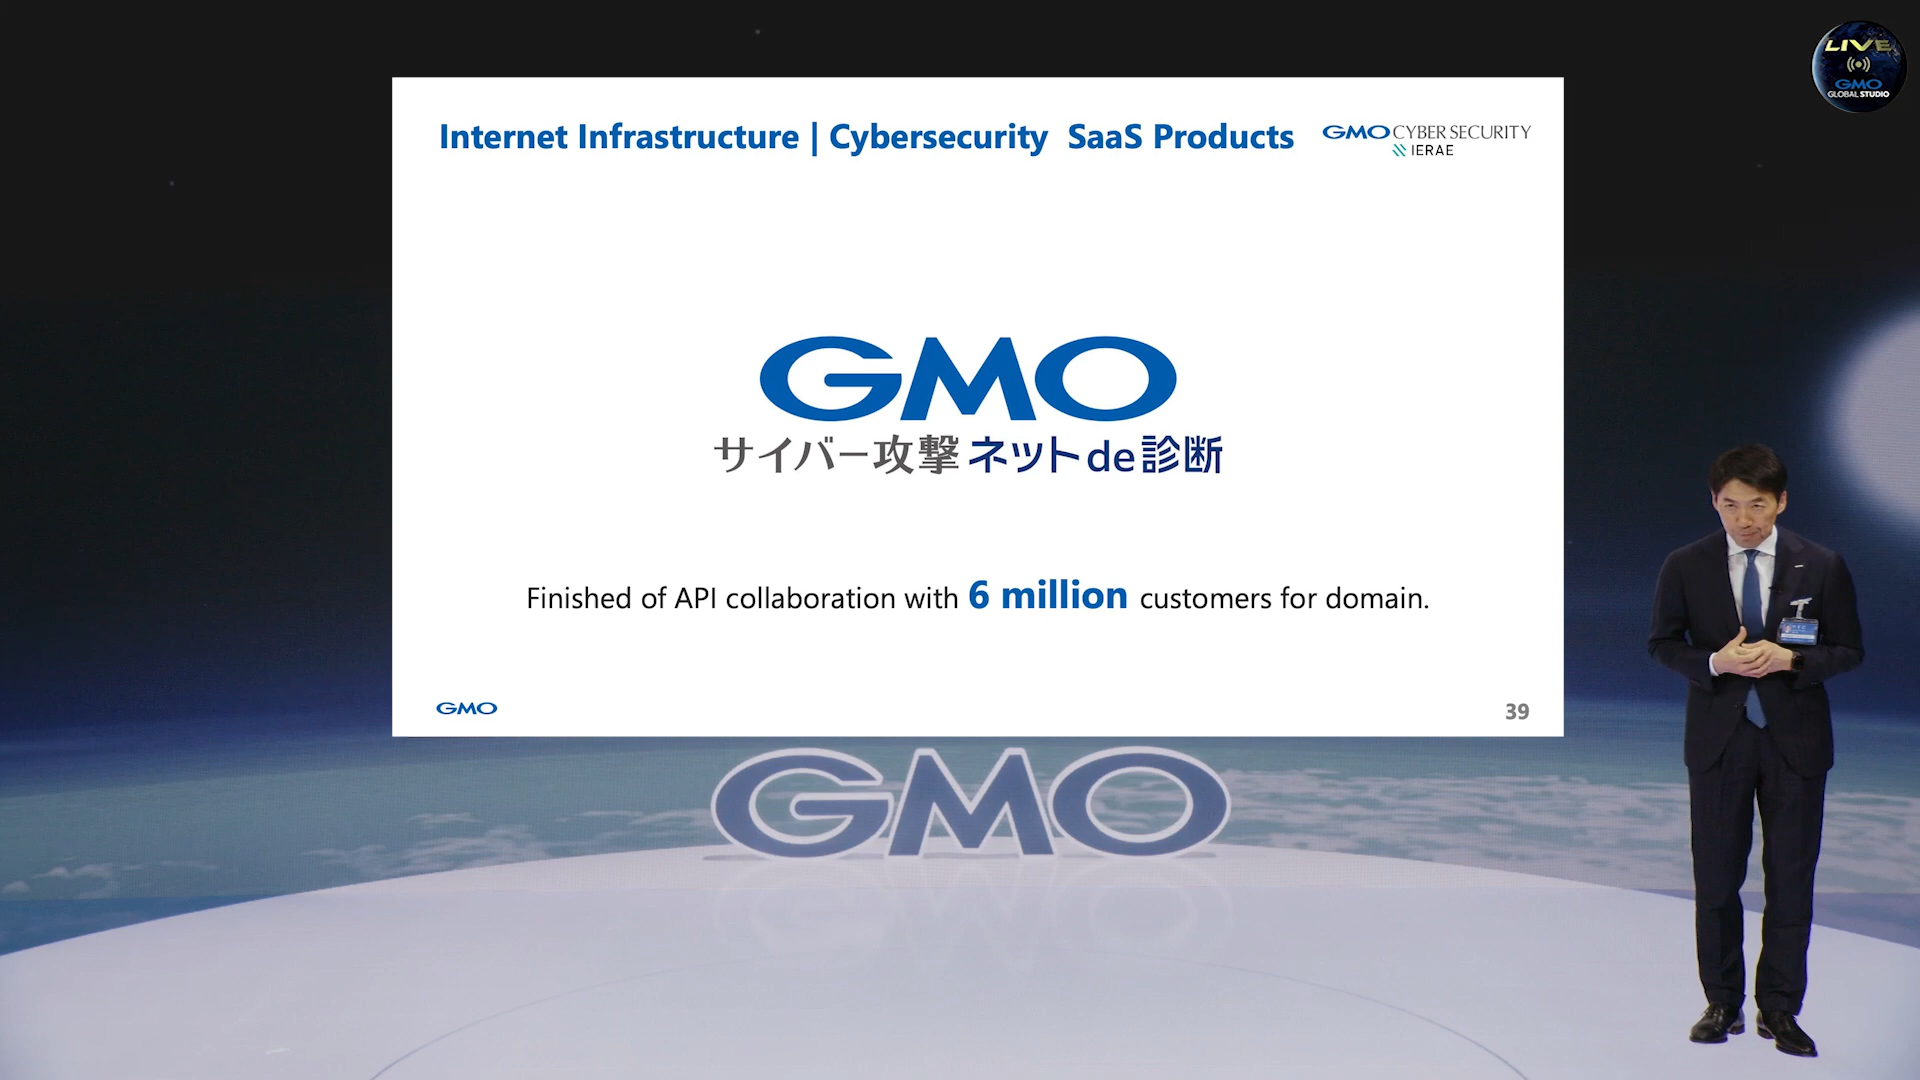 LIVE
GMO
GLOBAL STUDIO
Internet Infrastructure | Cybersecurity SaaS Products
GMO CYBER SECURITY
IERAE
GMO
サイバー攻撃 ネットde診断
Finished of API collaboration with 6 million customers for domain.
GMO
39
GMO